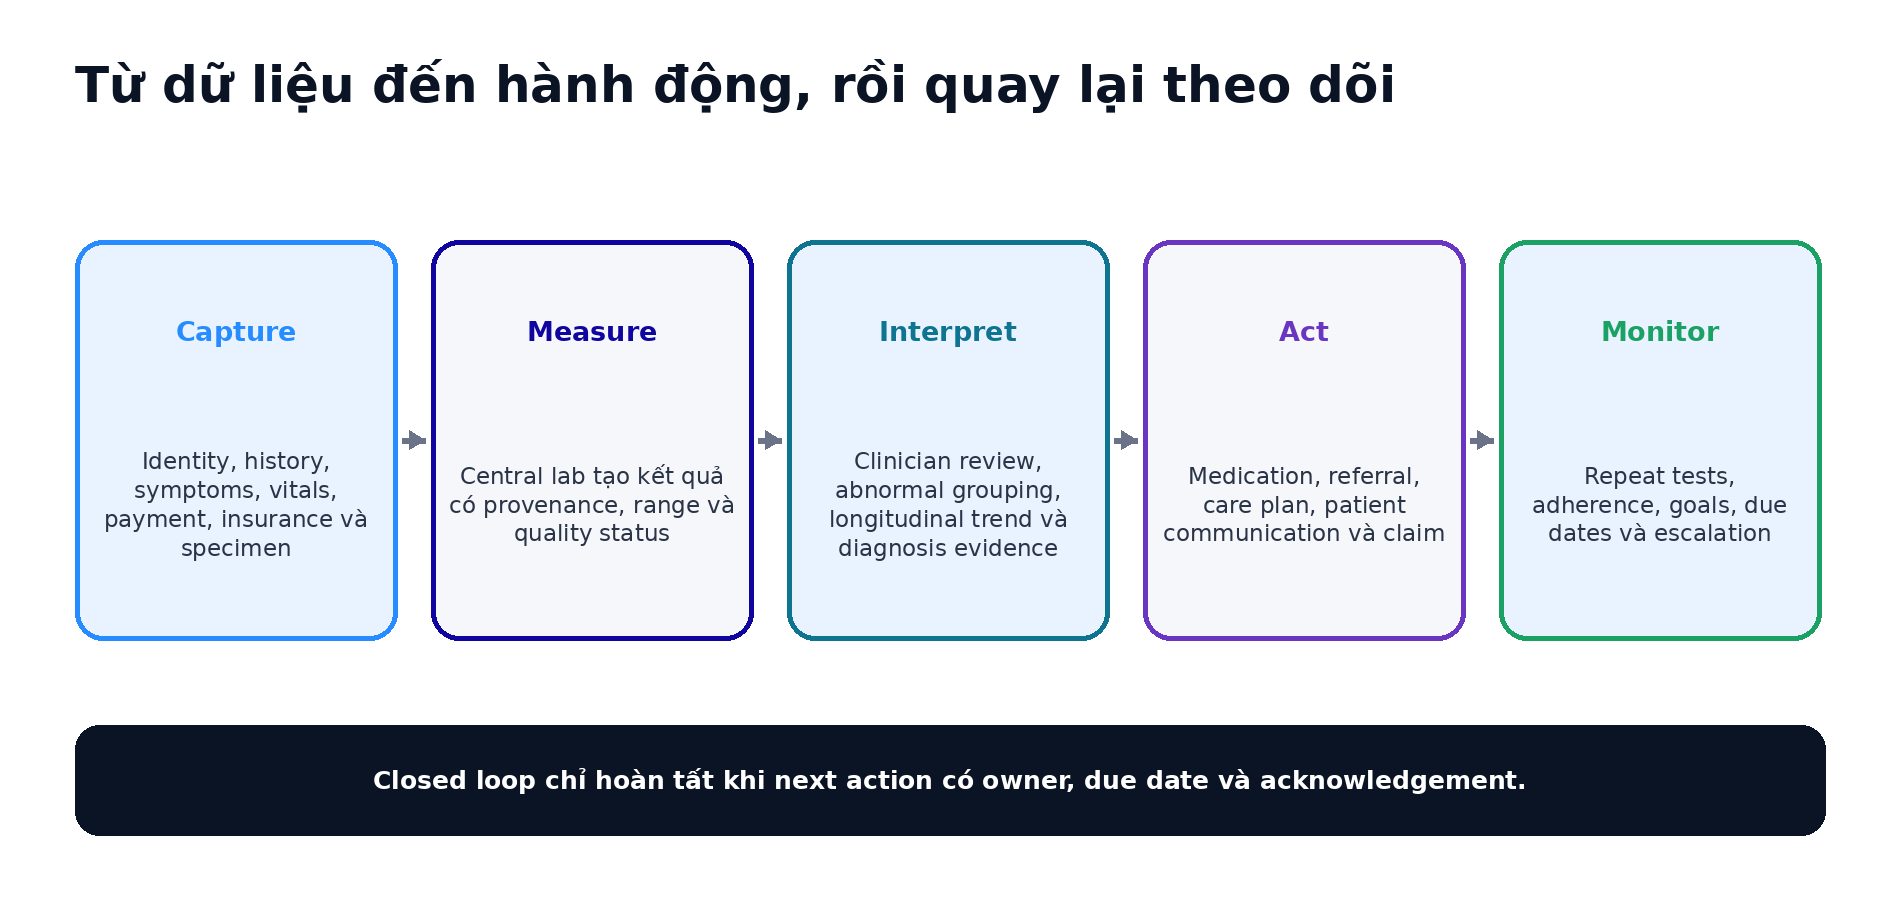 Từ dữ liệu đến hành động, rồi quay lại theo dõi
Capture
Identity, history,
symptoms, vitals,
payment, insurance và
specimen
Measure
Central lab tạo kết quả
có provenance, range và
quality status
Interpret
Clinician review,
abnormal grouping,
longitudinal trend và
diagnosis evidence
Act
Medication, referral,
care plan, patient
communication và claim
Monitor
Repeat tests,
adherence, goals, due
dates và escalation
Closed loop chỉ hoàn tất khi next action có owner, due date và acknowledgement.